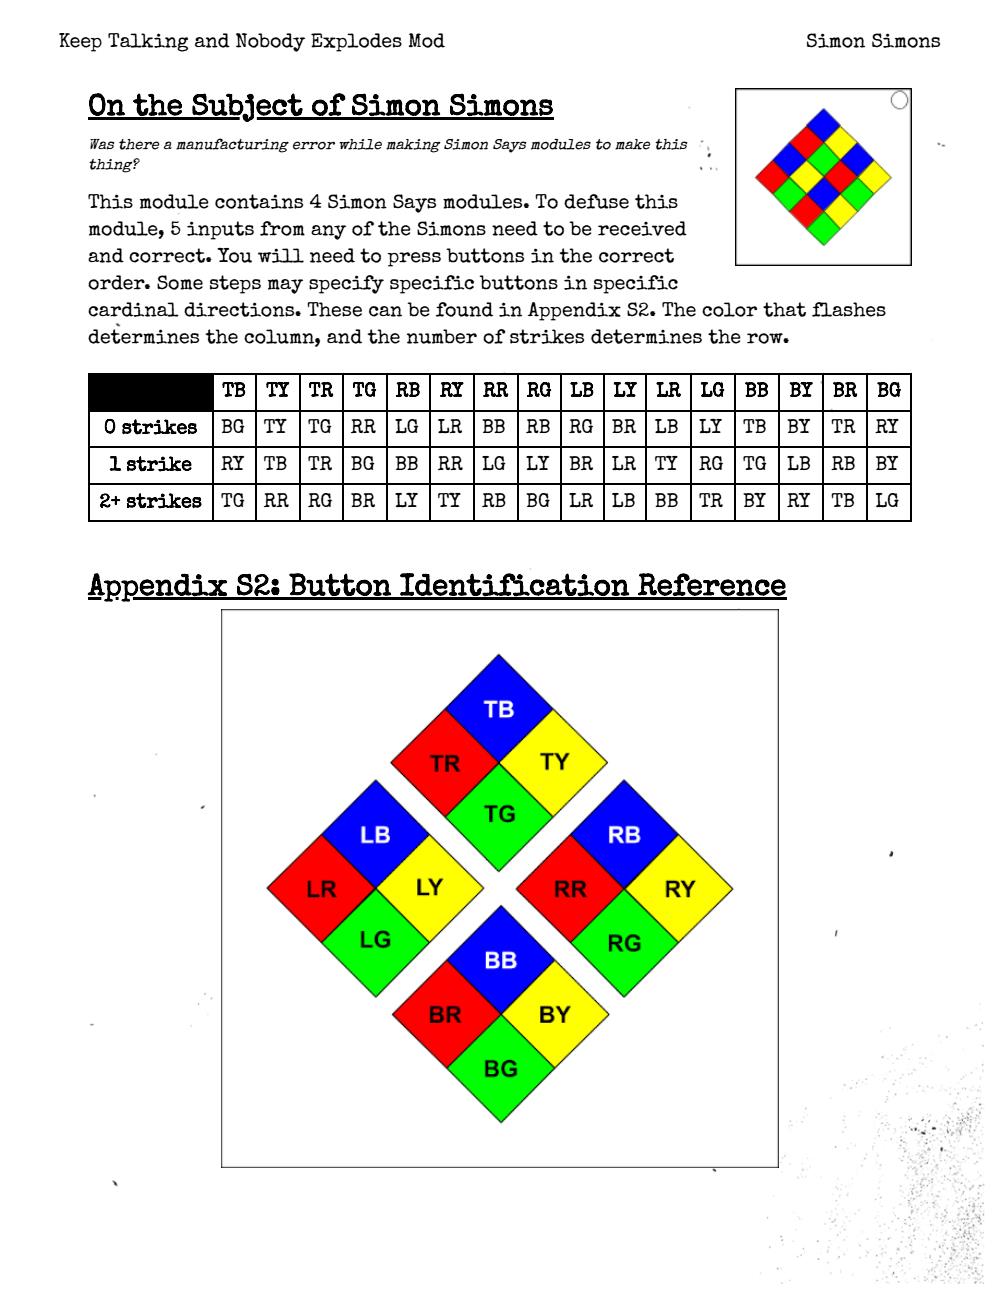 Keep Talking and Nobody Explodes Mod
Simon Simons
On the Subject of Simon Simons
Was there a manufacturing error while making Simon Says modules to make this
thing?
This module contains 4 Simon Says modules. To defuse this
module, 5 inputs from any of the Simons need to be received
and correct. You will need to press buttons in the correct
order. Some steps may specify specific buttons in specific
cardinal directions. These can be found in Appendix S2. The color that flashes
determines the column, and the number of strikes determines the row.
TB TY TR TG RB RY RR RG LB LY LR LG BB BY BR BG
0 strikes BG TY TG RR LG LR BB RB RG BR LB LY TB BY TR RY
1 strike RY TB TR BG BB RR LG LY BR LR TY RG TG LB RB BY
2+ strikes TG RR RG BR LY TY RB BG LR LB BB TR BY RY TB LG
Appendix S2: Button Identification Reference
TB
TR TY
TG
LB RB
LR LY RR RY
LG RG
BB
BR BY
BG